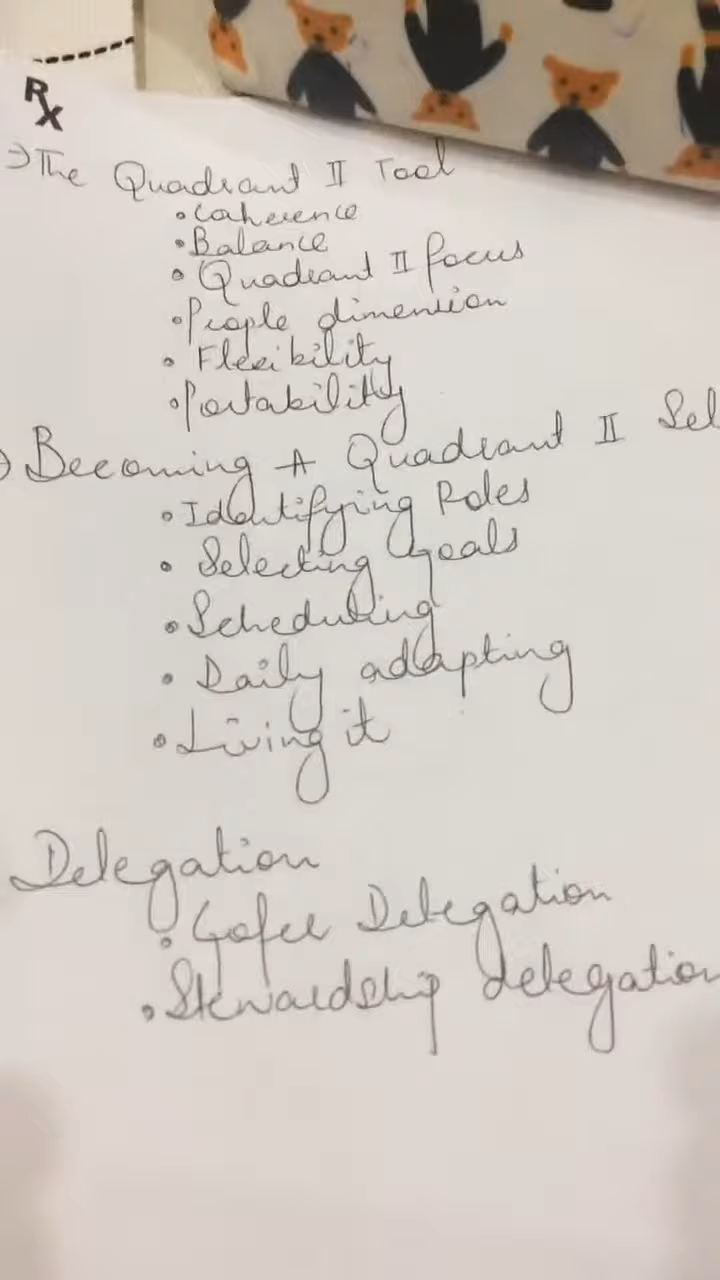 Rx
→The Quadrant II Tool
•Coherence
•Balance
• Quadrant II focus
•People dimension
• Flexibility
•Portability
→Becoming A Quadrant II Sel
•Identifying Roles
• Selecting Goals
•Scheduling
• Daily adapting
•Living it
Delegation
• Gofer Delegation
•Stewardship delegation